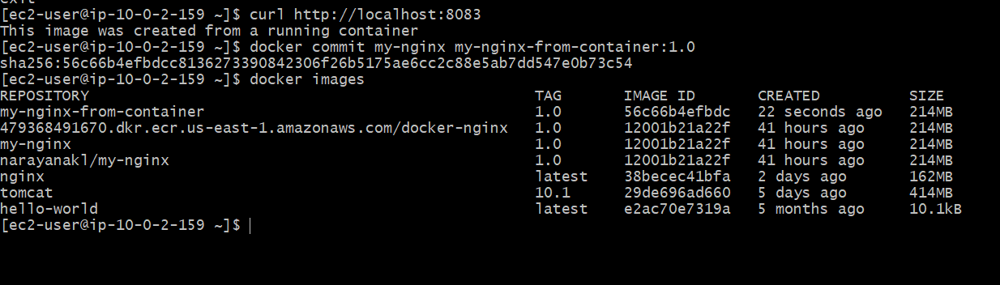 exit
[ec2-user@ip-10-0-2-159 ~]$ curl http://localhost:8083
This image was created from a running container
[ec2-user@ip-10-0-2-159 ~]$ docker commit my-nginx my-nginx-from-container:1.0
sha256:56c66b4efbdcc8136273390842306f26b5175ae6cc2c88e5ab7dd547e0b73c54
[ec2-user@ip-10-0-2-159 ~]$ docker images
REPOSITORY TAG IMAGE ID CREATED SIZE
my-nginx-from-container 1.0 56c66b4efbdc 22 seconds ago 214MB
479368491670.dkr.ecr.us-east-1.amazonaws.com/docker-nginx 1.0 12001b21a22f 41 hours ago 214MB
my-nginx 1.0 12001b21a22f 41 hours ago 214MB
narayanakl/my-nginx 1.0 12001b21a22f 41 hours ago 214MB
nginx latest 38becec41bfa 2 days ago 162MB
tomcat 10.1 29de696ad660 5 days ago 414MB
hello-world latest e2ac70e7319a 5 months ago 10.1kB
[ec2-user@ip-10-0-2-159 ~]$